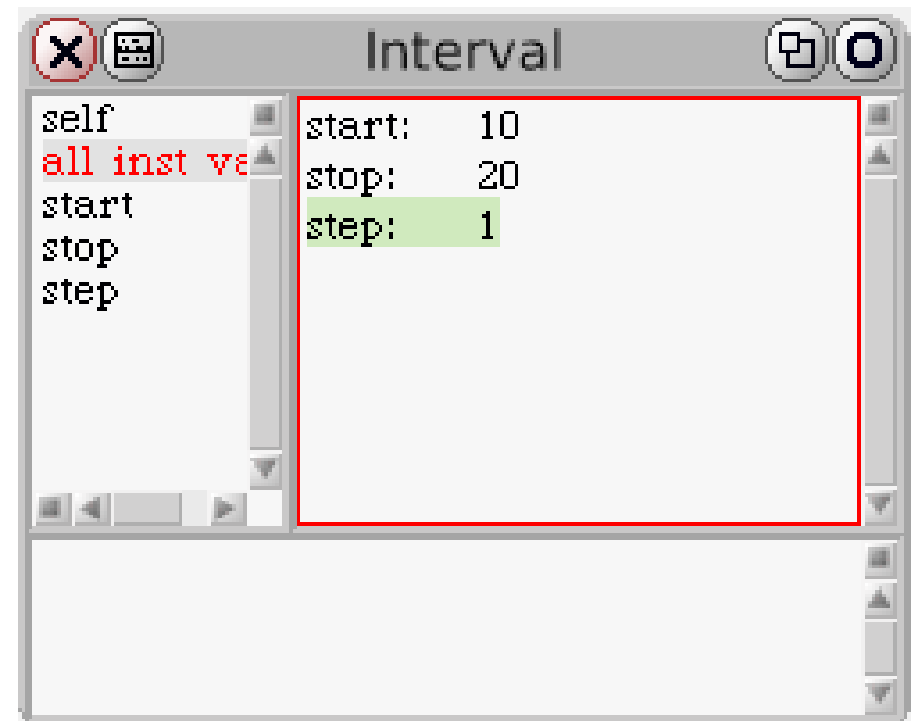 Interval
self
all inst va
start
stop
step
start: 10
stop: 20
step: 1